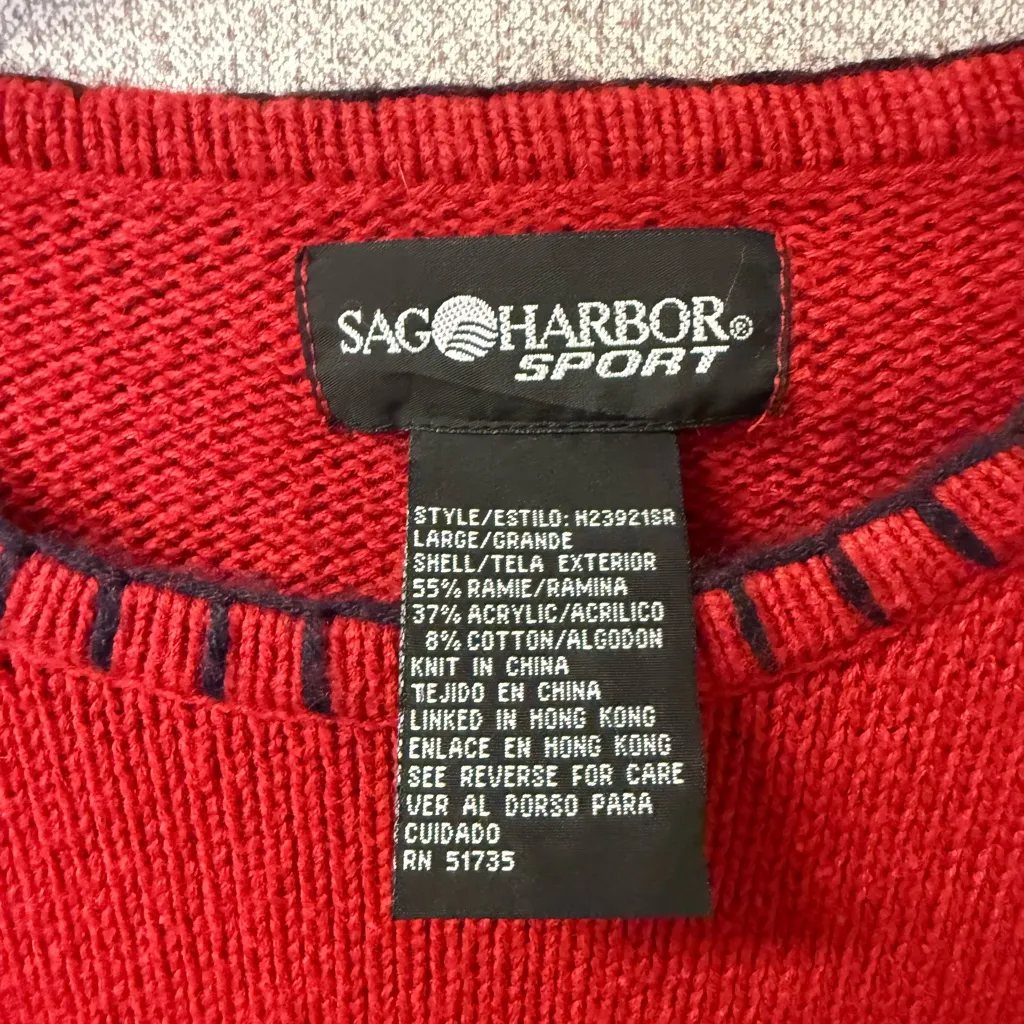 SAG HARBOR®
SPORT
STYLE/ESTILO: H23921SR
LARGE/GRANDE
SHELL/TELA EXTERIOR
55% RAMIE/RAMINA
37% ACRYLIC/ACRILICO
8% COTTON/ALGODON
KNIT IN CHINA
TEJIDO EN CHINA
LINKED IN HONG KONG
ENLACE EN HONG KONG
SEE REVERSE FOR CARE
VER AL DORSO PARA
CUIDADO
RN 51735